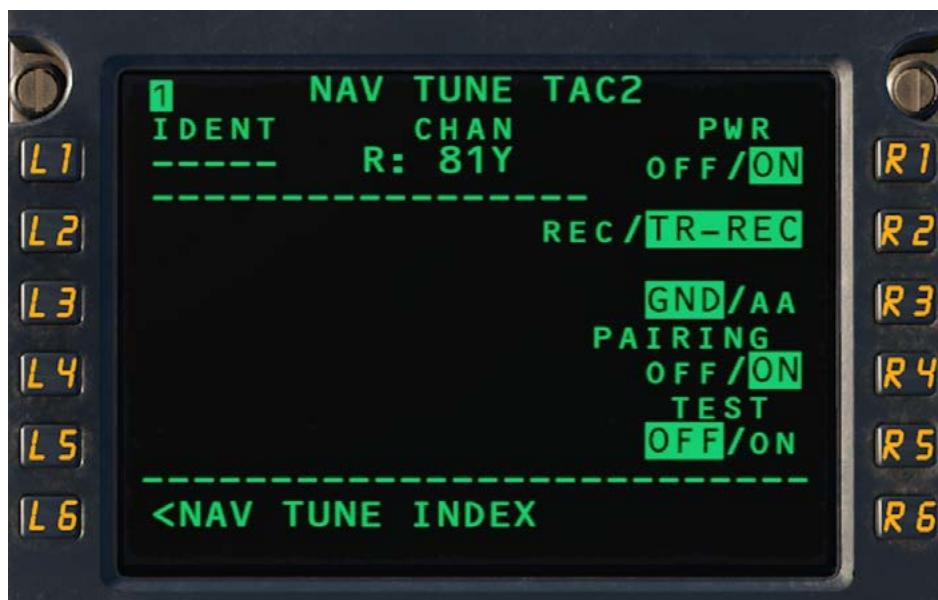 1 NAV TUNE TAC2
IDENT CHAN PWR
L1 ----- R: 81Y OFF/ON R1
-----------------
L2 REC/TR-REC R2
L3 GND/AA R3
PAIRING
L4 OFF/ON R4
TEST
L5 OFF/ON R5
-------------------------------
L6 <NAV TUNE INDEX R6